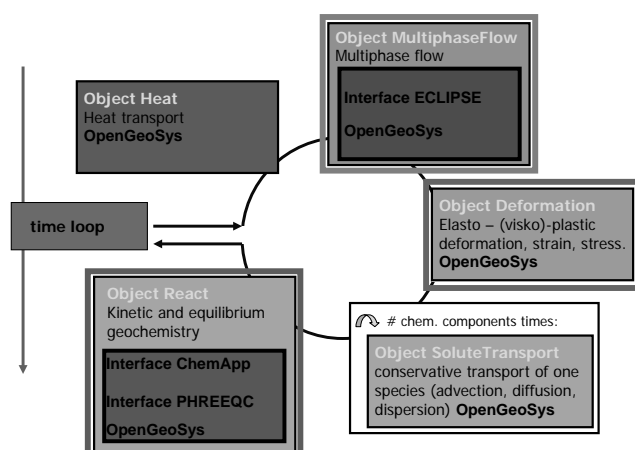 Object MultiphaseFlow
Multiphase flow
Interface ECLIPSE
OpenGeoSys
Object Heat
Heat transport
OpenGeoSys
time loop
Object Deformation
Elasto – (visko)-plastic
deformation, strain, stress.
OpenGeoSys
Object React
Kinetic and equilibrium
geochemistry
Interface ChemApp
Interface PHREEQC
OpenGeoSys
# chem. components times:
Object SoluteTransport
conservative transport of one
species (advection, diffusion,
dispersion) OpenGeoSys